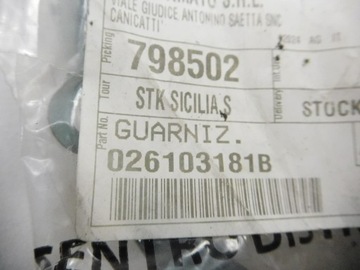 VIALE GIUDICE ANTONINO SAETTA SNC
CANICATTI'
Picking
798502
Tour
STK SICILIA S
STOCK
Part No.
GUARNIZ.
026103181B